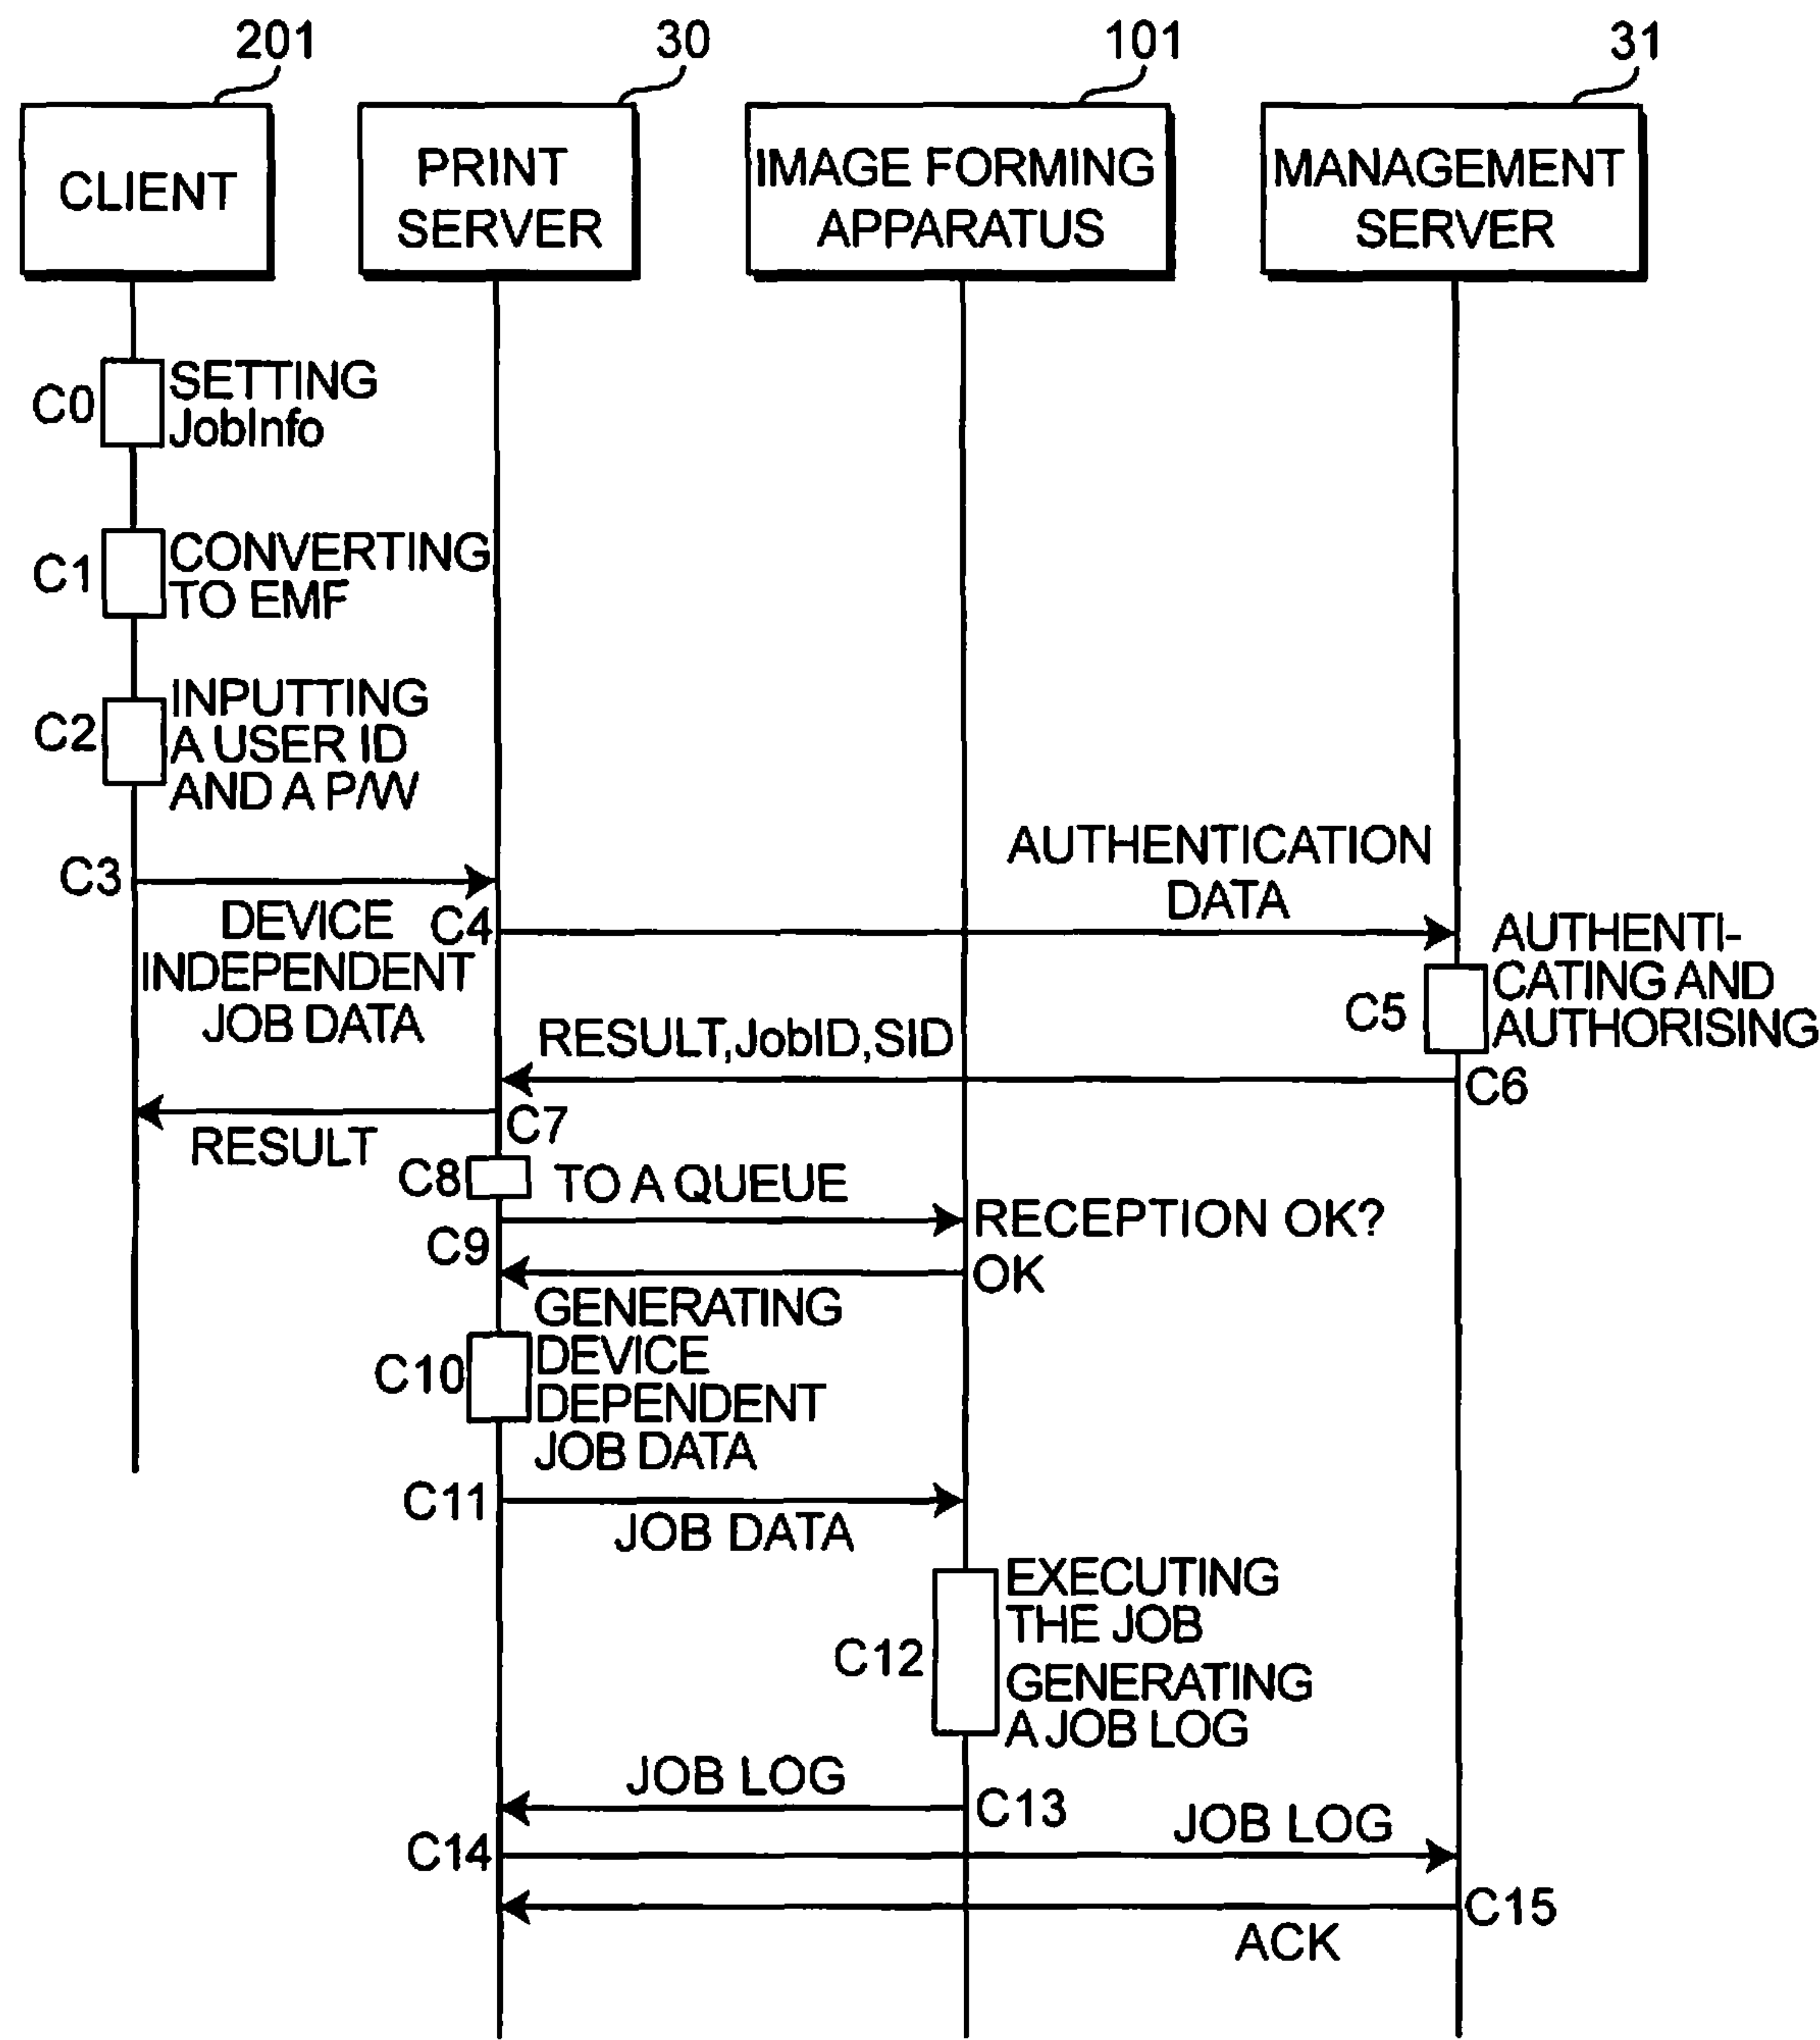 201
30
101
31
CLIENT
PRINT
SERVER
IMAGE FORMING
APPARATUS
MANAGEMENT
SERVER
C0
SETTING
JobInfo
C1
CONVERTING
TO EMF
C2
INPUTTING
A USER ID
AND A P/W
C3
DEVICE
INDEPENDENT
JOB DATA
C4
AUTHENTICATION
DATA
C5
AUTHENTI-
CATING AND
AUTHORISING
RESULT,JobID,SID
C6
C7
RESULT
C8
TO A QUEUE
C9
RECEPTION OK?
OK
C10
GENERATING
DEVICE
DEPENDENT
JOB DATA
C11
JOB DATA
C12
EXECUTING
THE JOB
GENERATING
A JOB LOG
JOB LOG
C13
C14
JOB LOG
C15
ACK